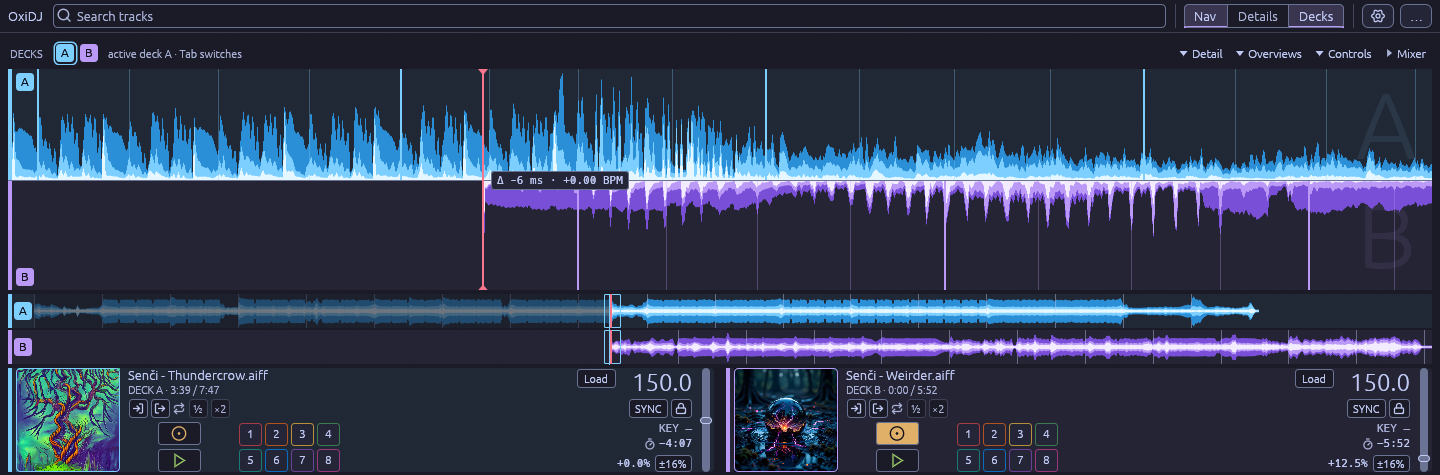 OxiDJ Search tracks Nav Details Decks ...
DECKS A B active deck A · Tab switches Detail Overviews Controls Mixer
A
A
Δ −6 ms · +0.00 BPM
B
B
A
B
Senči - Thundercrow.aiff Load 150.0
DECK A · 3:39 / 7:47
½ ×2 SYNC
KEY —
1 2 3 4
−4:07
5 6 7 8
+0.0% ±16%
Senči - Weirder.aiff Load 150.0
DECK B · 0:00 / 5:52
½ ×2 SYNC
KEY —
1 2 3 4
−5:52
5 6 7 8
+12.5% ±16%